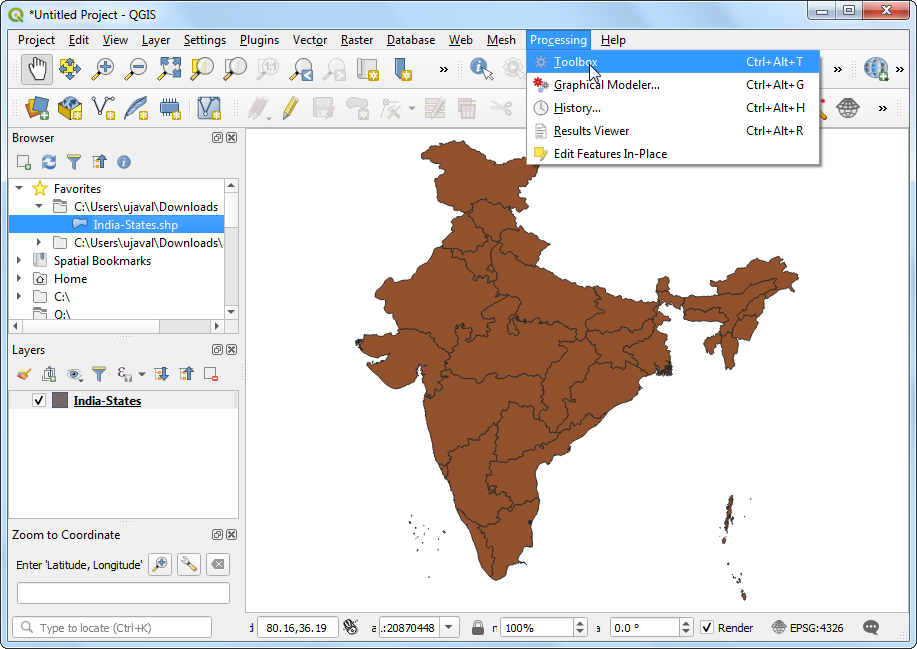 *Untitled Project - QGIS
Project Edit View Layer Settings Plugins Vector Raster Database Web Mesh Processing Help
Toolbox Ctrl+Alt+T
Graphical Modeler... Ctrl+Alt+G
History... Ctrl+Alt+H
Results Viewer Ctrl+Alt+R
Edit Features In-Place
1:1
Browser
Favorites
C:\Users\ujaval\Downloads
India-States.shp
C:\Users\ujaval\Downloads\
Spatial Bookmarks
Home
C:\
O:\
Layers
India-States
Zoom to Coordinate
Enter 'Latitude, Longitude'
Type to locate (Ctrl+K)
80.16,36.19
:20870448
100%
0.0 °
Render
EPSG:4326